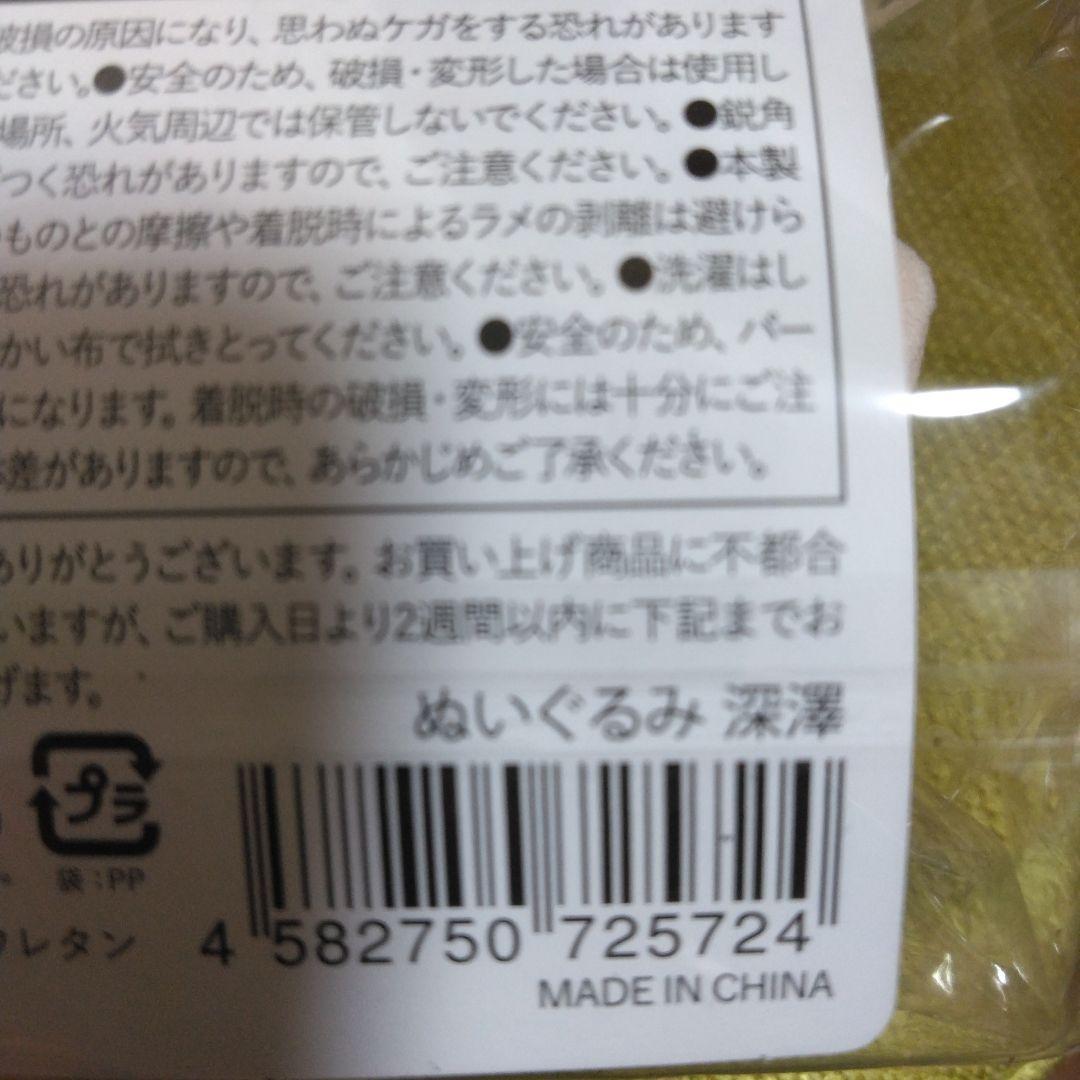 破損の原因になり、思わぬケガをする恐れがあります
ださい。●安全のため、破損・変形した場合は使用し
場所、火気周辺では保管しないでください。●鋭角
つく恐れがありますので、ご注意ください。●本製
ものとの摩擦や着脱時によるラメの剥離は避けら
恐れがありますので、ご注意ください。●洗濯はし
かい布で拭きとってください。●安全のため、パー
になります。着脱時の破損・変形には十分にご注
体差がありますので、あらかじめご了承ください。
ありがとうございます。お買い上げ商品に不都合
いますが、ご購入日より2週間以内に下記までお
げます。
ぬいぐるみ 深澤
プラ
袋:PP
ウレタン
4 582750 725724
MADE IN CHINA